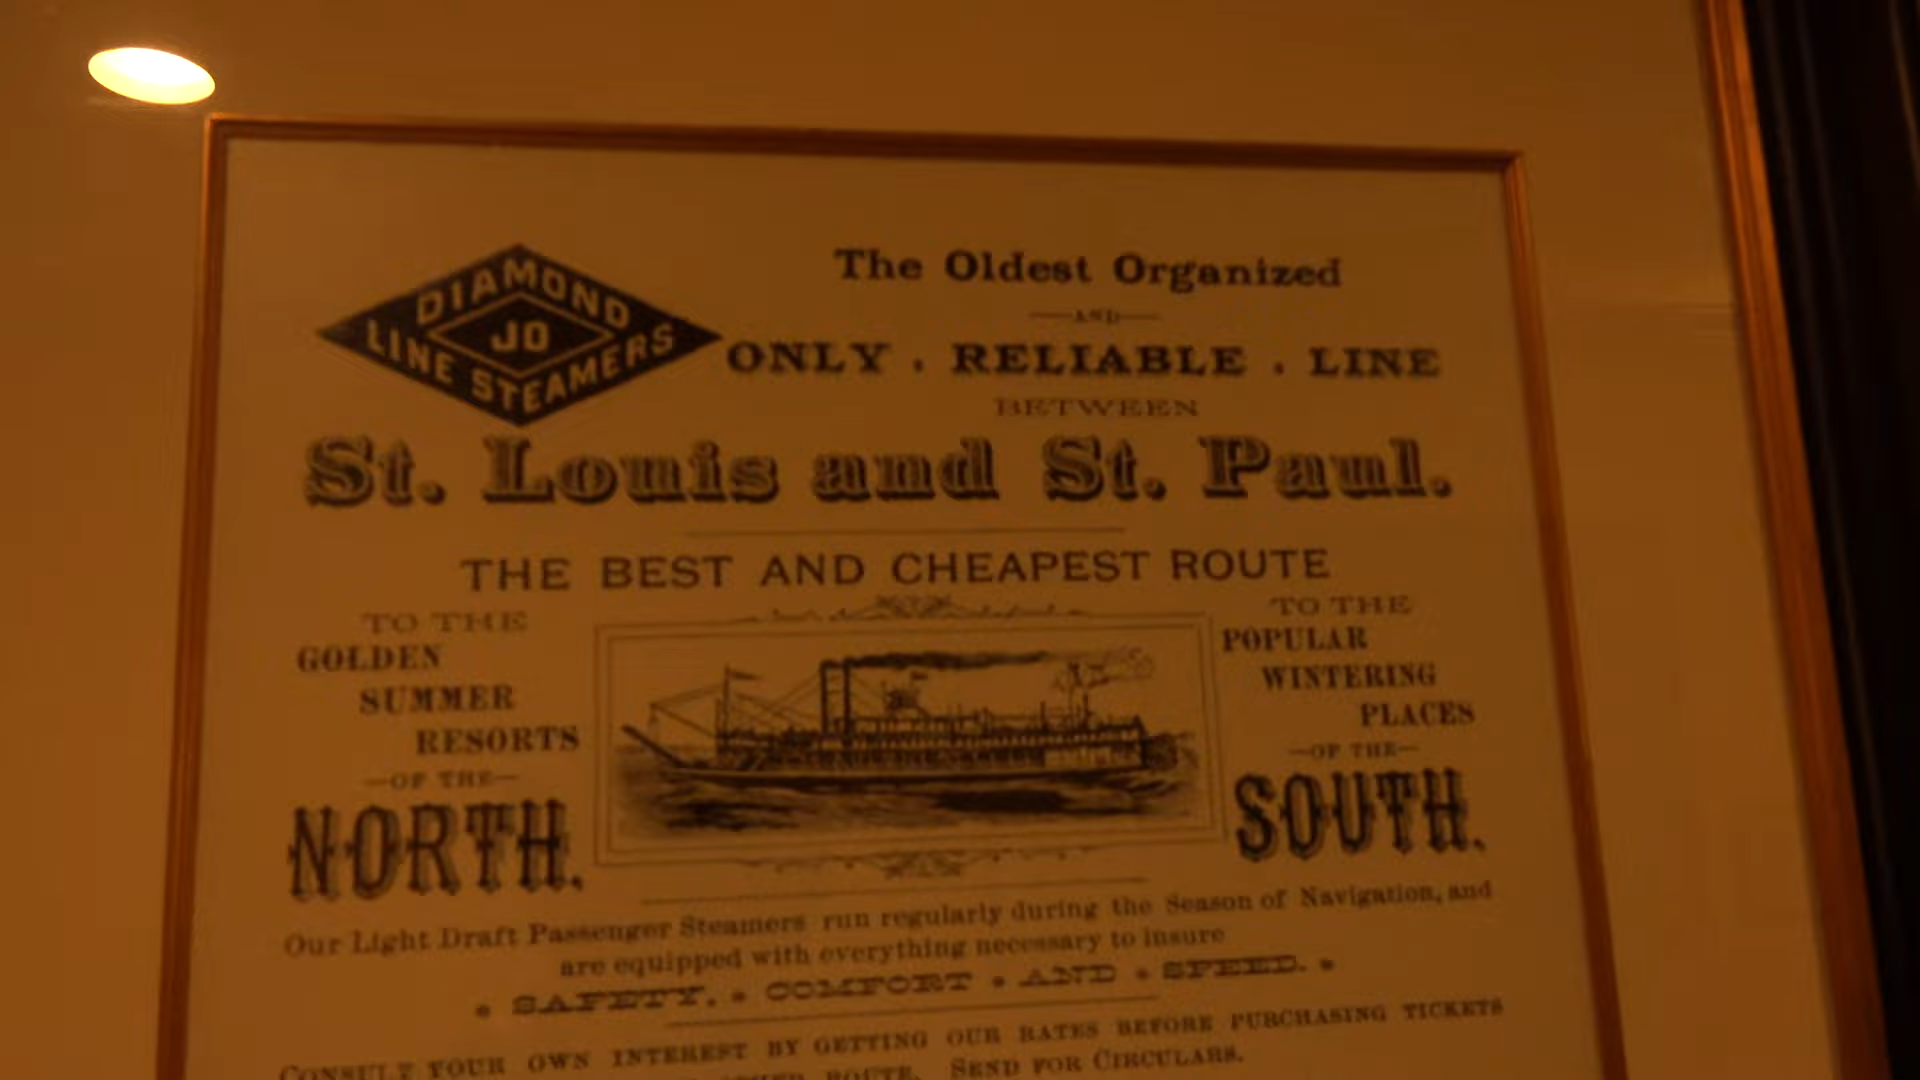 DIAMOND
JO
LINE STEAMERS
The Oldest Organized
AND
ONLY . RELIABLE . LINE
BETWEEN
St. Louis and St. Paul.
THE BEST AND CHEAPEST ROUTE
TO THE
GOLDEN
SUMMER
RESORTS
—OF THE—
NORTH.
TO THE
POPULAR
WINTERING
PLACES
—OF THE—
SOUTH.
Our Light Draft Passenger Steamers run regularly during the Season of Navigation, and
are equipped with everything necessary to insure
SAFETY. COMFORT AND SPEED.
CONSULT YOUR OWN INTEREST BY GETTING OUR RATES BEFORE PURCHASING TICKETS
OTHER ROUTE. SEND FOR CIRCULARS.